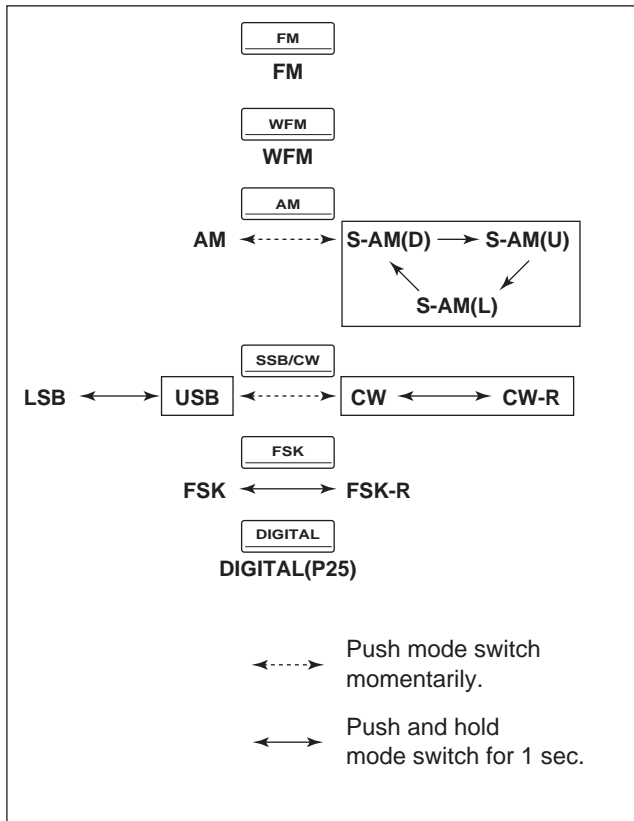 FM
FM
WFM
WFM
AM
AM S-AM(D) S-AM(U)
S-AM(L)
SSB/CW
LSB USB CW CW-R
FSK
FSK FSK-R
DIGITAL
DIGITAL(P25)
Push mode switch
momentarily.
Push and hold
mode switch for 1 sec.